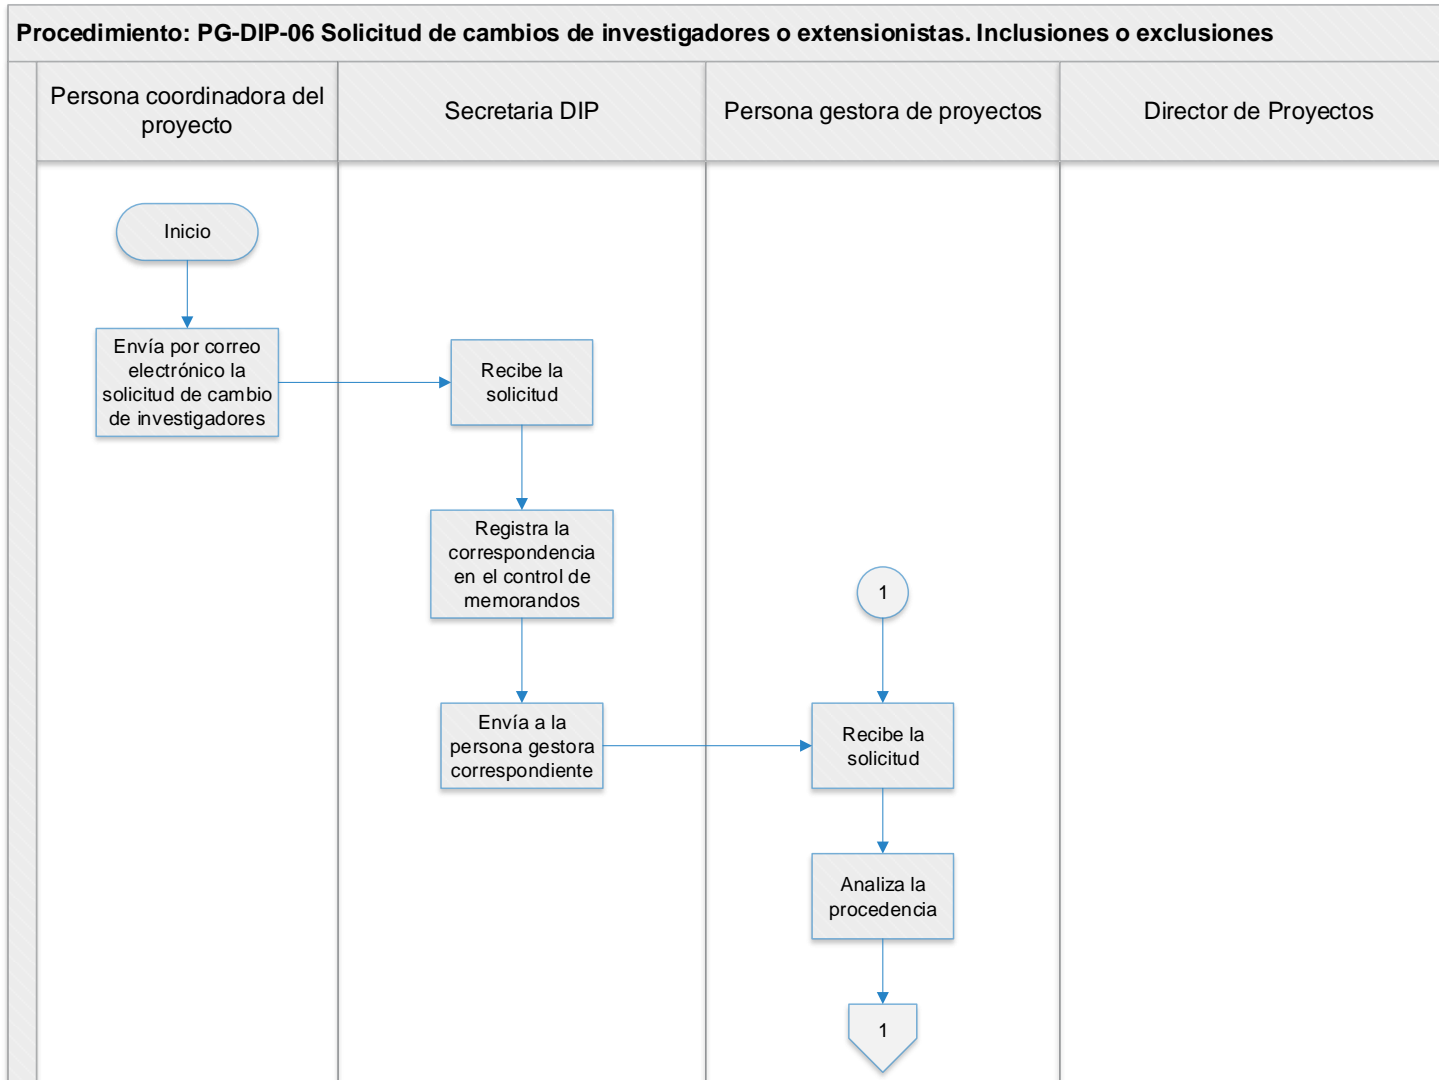 Procedimiento: PG-DIP-06 Solicitud de cambios de investigadores o extensionistas. Inclusiones o exclusiones
Persona coordinadora del
proyecto
Secretaria DIP
Persona gestora de proyectos
Director de Proyectos
Inicio
Envía por correo
electrónico la
solicitud de cambio
de investigadores
Recibe la
solicitud
Registra la
correspondencia
en el control de
memorandos
1
Envía a la
persona gestora
correspondiente
Recibe la
solicitud
Analiza la
procedencia
1